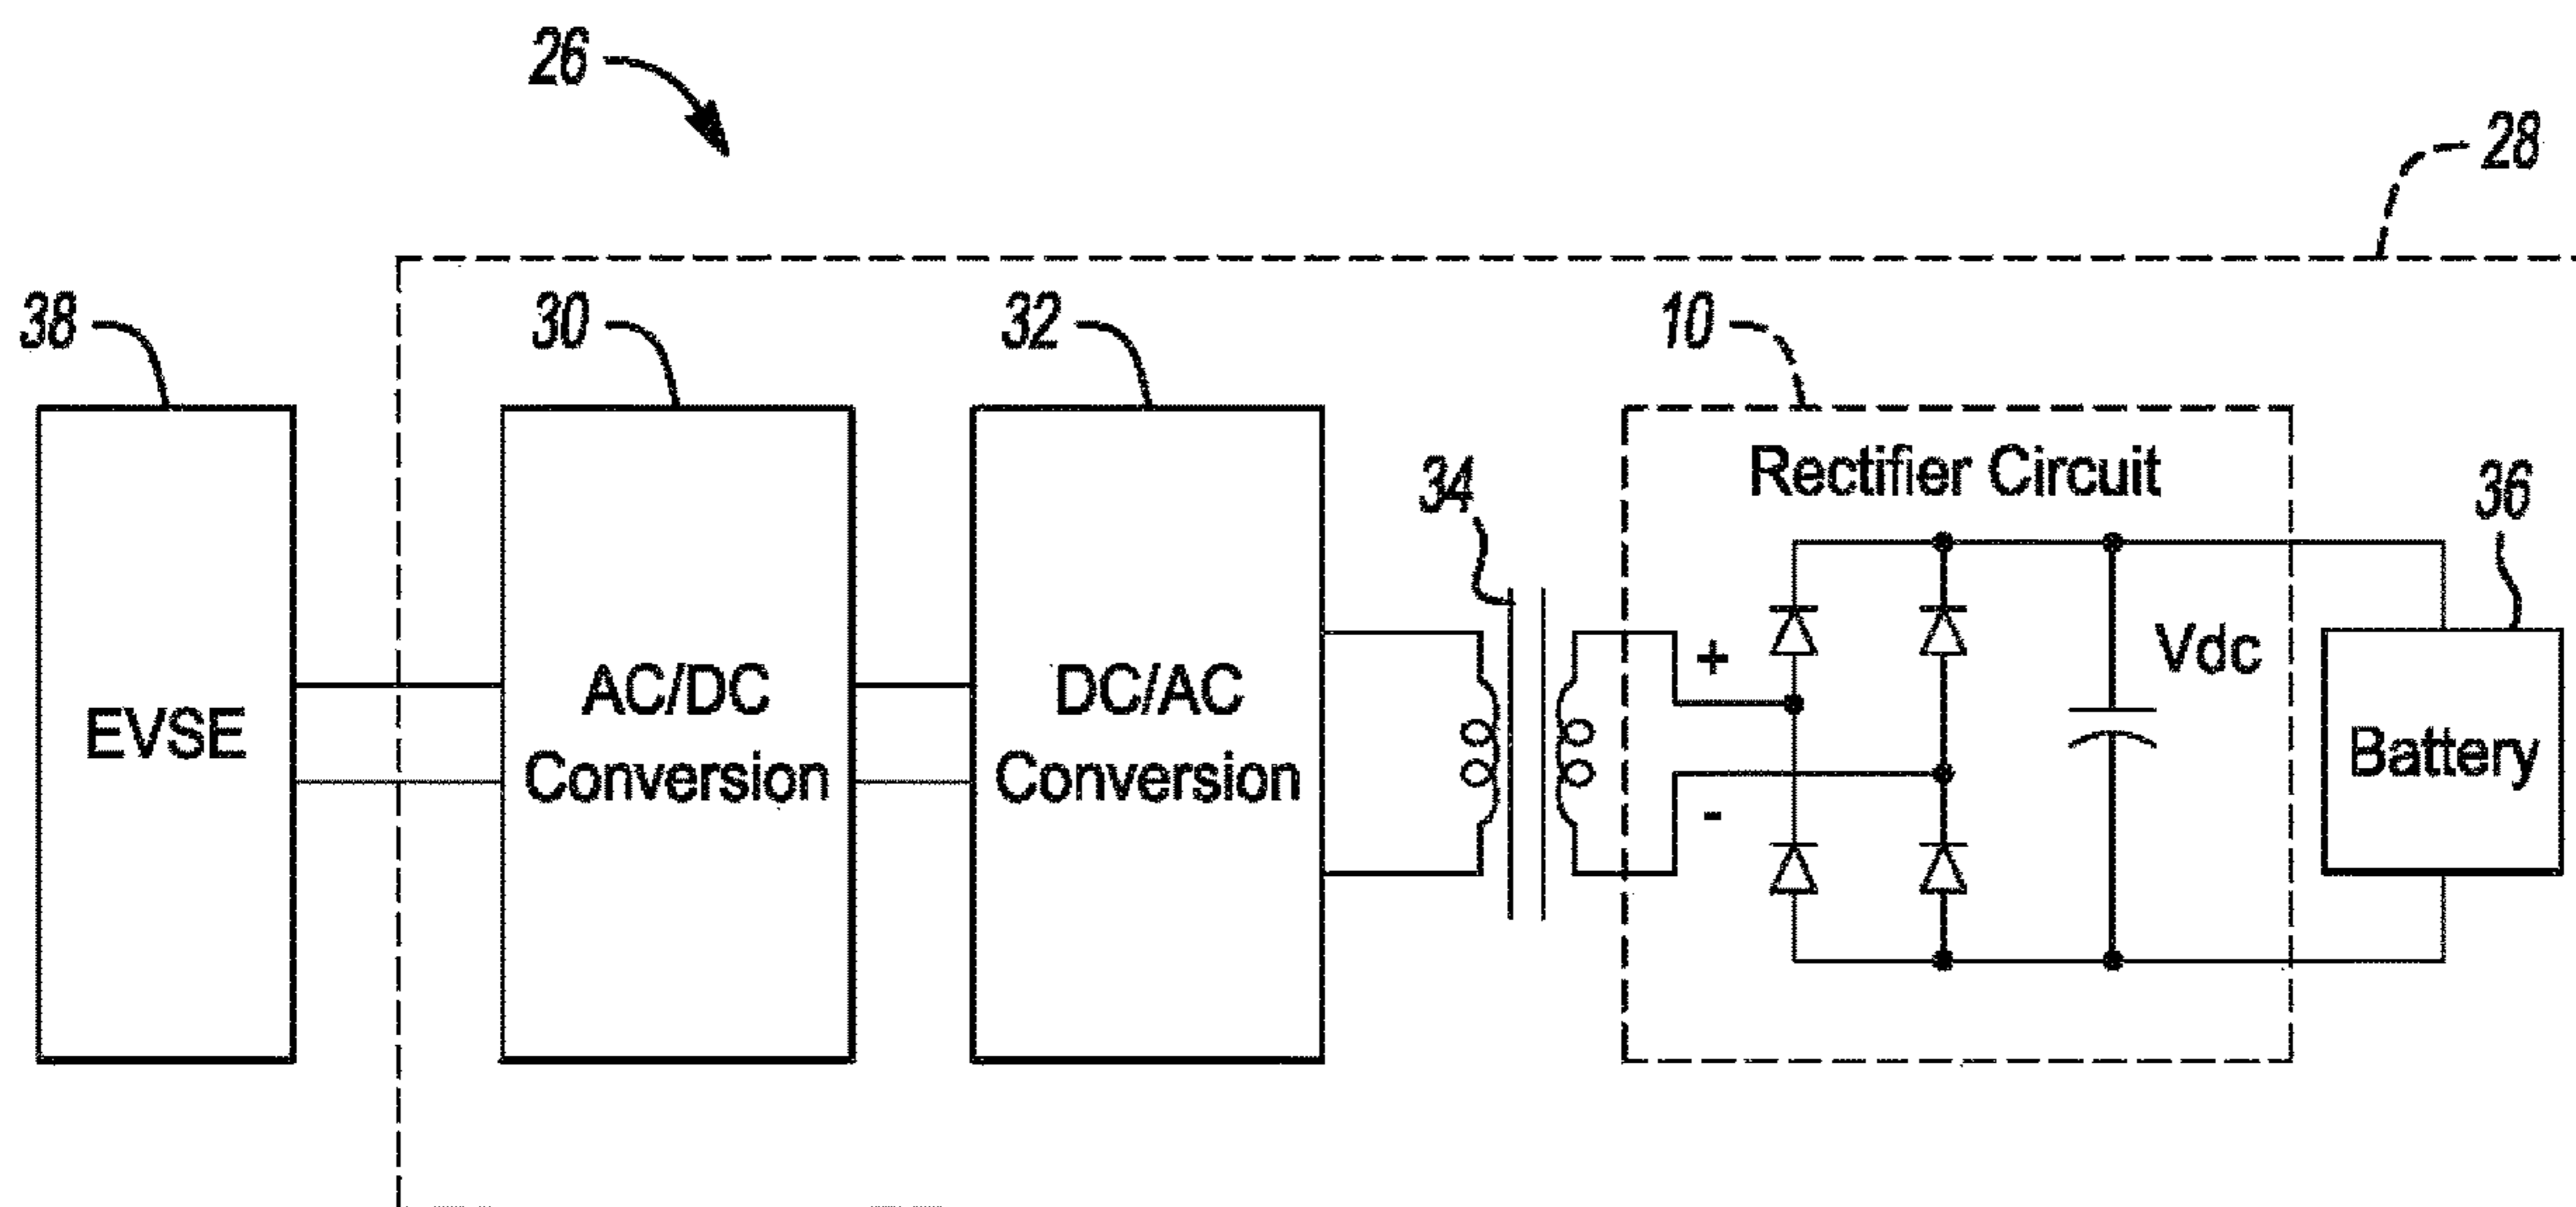 26
28
38
30
32
10
Rectifier Circuit
34
36
+
Vdc
EVSE
AC/DC
Conversion
DC/AC
Conversion
Battery
-